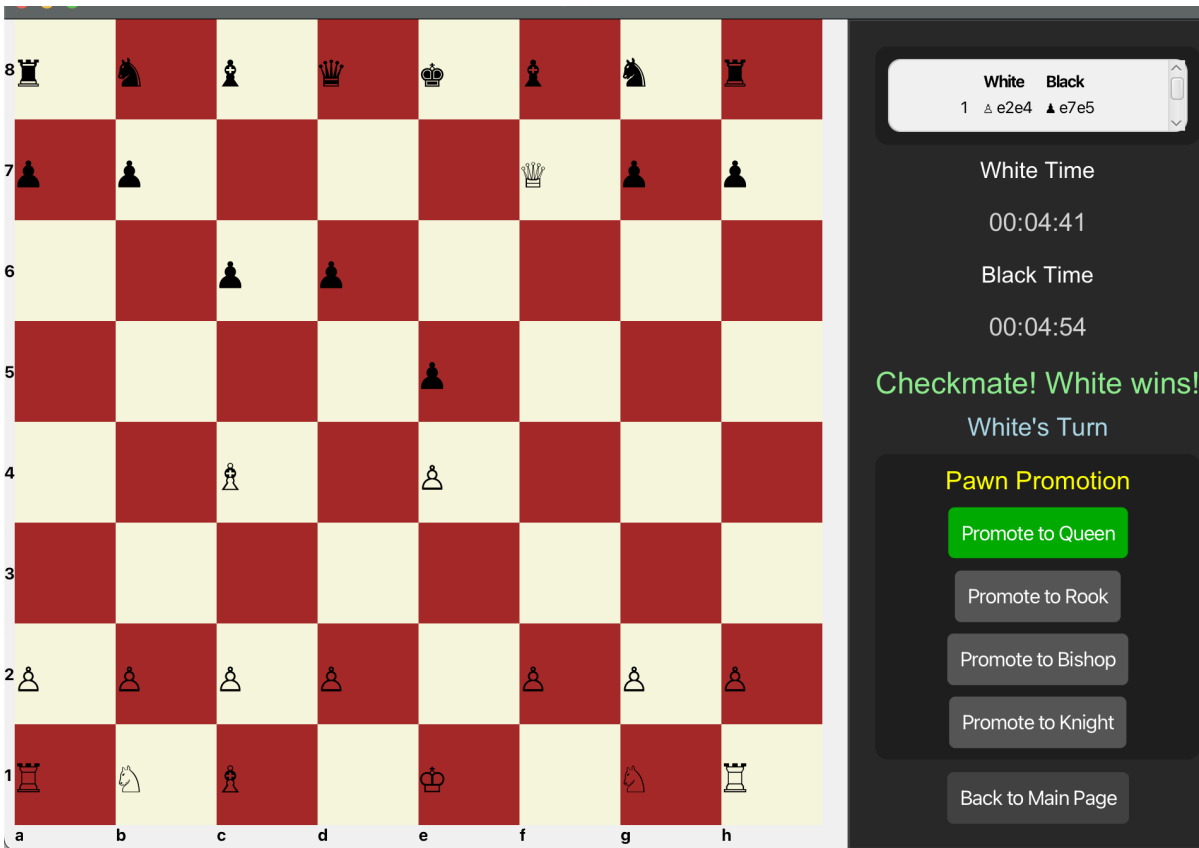 8
7
6
5
4
3
2
1
a b c d e f g h
White Black
1 ♙ e2e4 ♟ e7e5
White Time
00:04:41
Black Time
00:04:54
Checkmate! White wins!
White's Turn
Pawn Promotion
Promote to Queen
Promote to Rook
Promote to Bishop
Promote to Knight
Back to Main Page